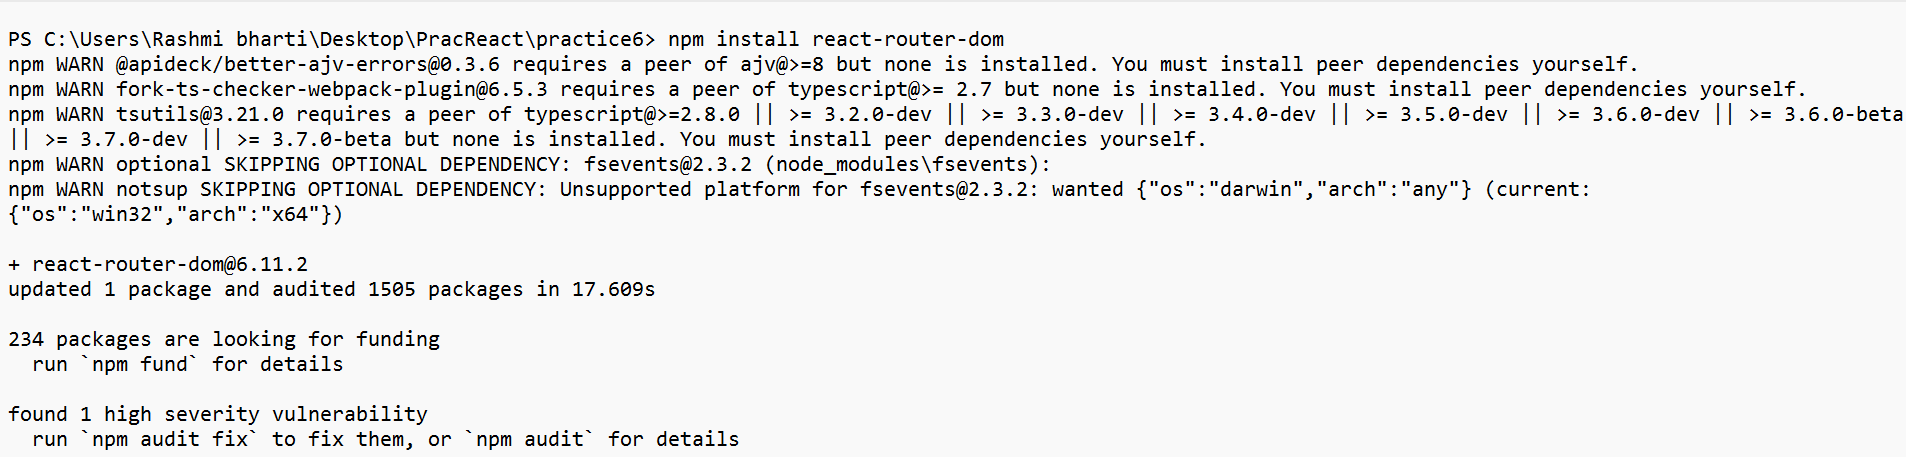 PS C:\Users\Rashmi bharti\Desktop\PracReact\practice6> npm install react-router-dom
npm WARN @apideck/better-ajv-errors@0.3.6 requires a peer of ajv@>=8 but none is installed. You must install peer dependencies yourself.
npm WARN fork-ts-checker-webpack-plugin@6.5.3 requires a peer of typescript@>= 2.7 but none is installed. You must install peer dependencies yourself.
npm WARN tsutils@3.21.0 requires a peer of typescript@>=2.8.0 || >= 3.2.0-dev || >= 3.3.0-dev || >= 3.4.0-dev || >= 3.5.0-dev || >= 3.6.0-dev || >= 3.6.0-beta
|| >= 3.7.0-dev || >= 3.7.0-beta but none is installed. You must install peer dependencies yourself.
npm WARN optional SKIPPING OPTIONAL DEPENDENCY: fsevents@2.3.2 (node_modules\fsevents):
npm WARN notsup SKIPPING OPTIONAL DEPENDENCY: Unsupported platform for fsevents@2.3.2: wanted {"os":"darwin","arch":"any"} (current:
{"os":"win32","arch":"x64"})
+ react-router-dom@6.11.2
updated 1 package and audited 1505 packages in 17.609s
234 packages are looking for funding
run `npm fund` for details
found 1 high severity vulnerability
run `npm audit fix` to fix them, or `npm audit` for details